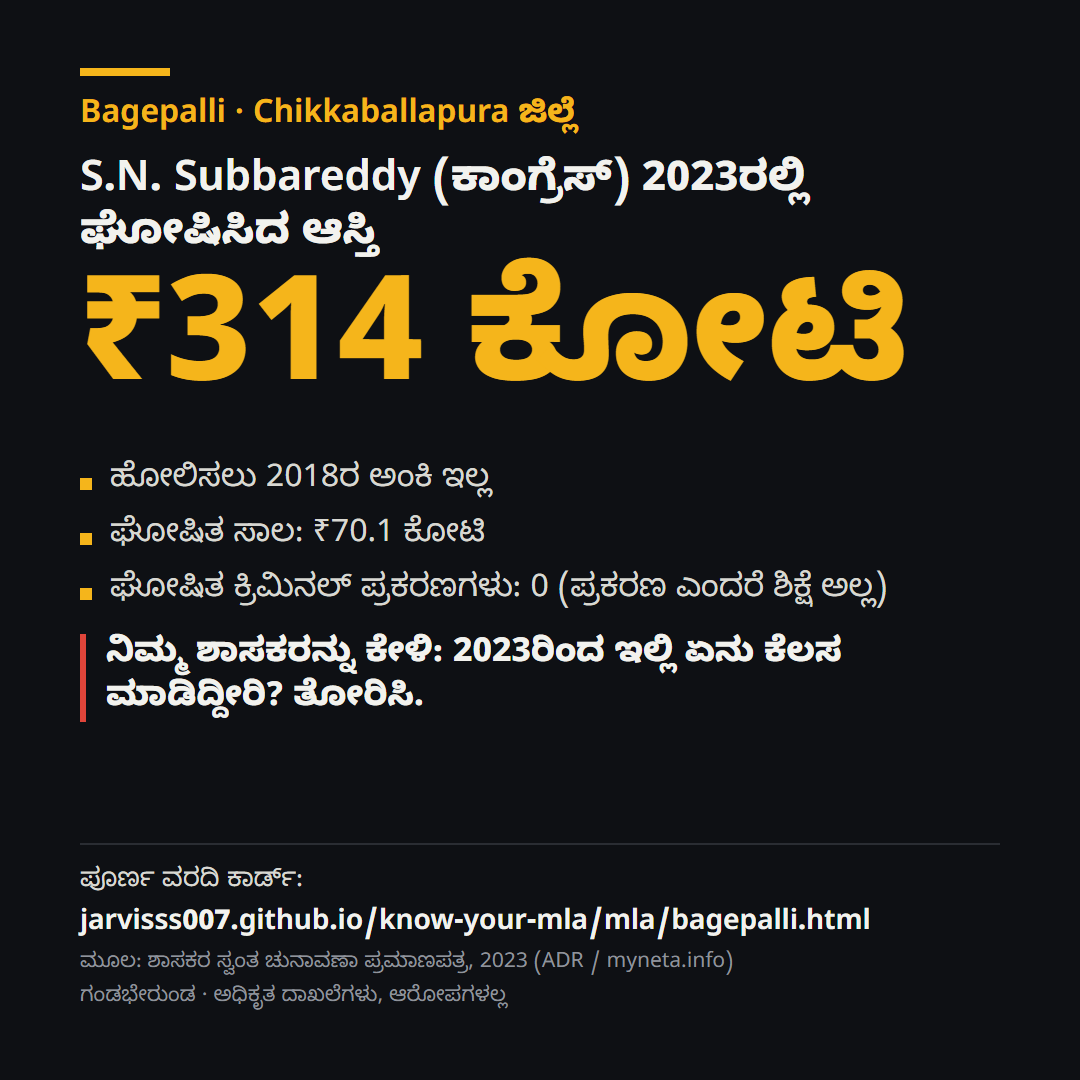 Bagepalli · Chikkaballapura ಜಿಲ್ಲೆ
S.N. Subbareddy (ಕಾಂಗ್ರೆಸ್) 2023ರಲ್ಲಿ
ಘೋಷಿಸಿದ ಆಸ್ತಿ
₹314 ಕೋಟಿ
ಹೋಲಿಸಲು 2018ರ ಅಂಕಿ ಇಲ್ಲ
ಘೋಷಿತ ಸಾಲ: ₹70.1 ಕೋಟಿ
ಘೋಷಿತ ಕ್ರಿಮಿನಲ್ ಪ್ರಕರಣಗಳು: 0 (ಪ್ರಕರಣ ಎಂದರೆ ಶಿಕ್ಷೆ ಅಲ್ಲ)
ನಿಮ್ಮ ಶಾಸಕರನ್ನು ಕೇಳಿ: 2023ರಿಂದ ಇಲ್ಲಿ ಏನು ಕೆಲಸ
ಮಾಡಿದ್ದೀರಿ? ತೋರಿಸಿ.
ಪೂರ್ಣ ವರದಿ ಕಾರ್ಡ್:
jarvisss007.github.io/know-your-mla/mla/bagepalli.html
ಮೂಲ: ಶಾಸಕರ ಸ್ವಂತ ಚುನಾವಣಾ ಪ್ರಮಾಣಪತ್ರ, 2023 (ADR / myneta.info)
ಗಂಡಭೇರುಂಡ · ಅಧಿಕೃತ ದಾಖಲೆಗಳು, ಆರೋಪಗಳಲ್ಲ